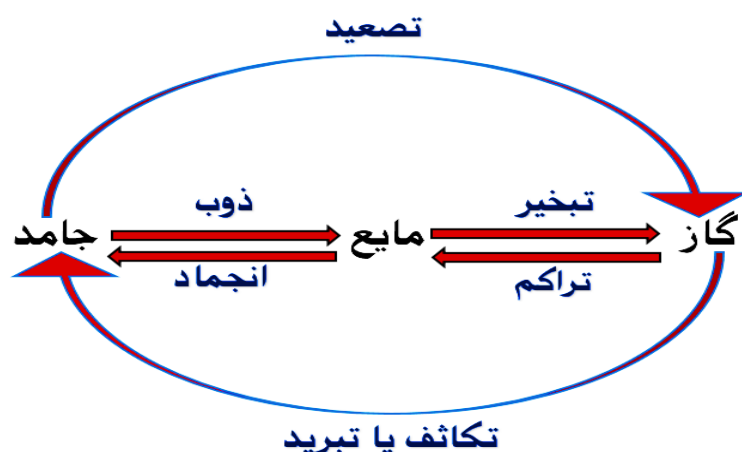 تصعید
ذوب
تبخیر
جامد
مایع
گاز
انجماد
تراکم
تکاثف یا تبرید